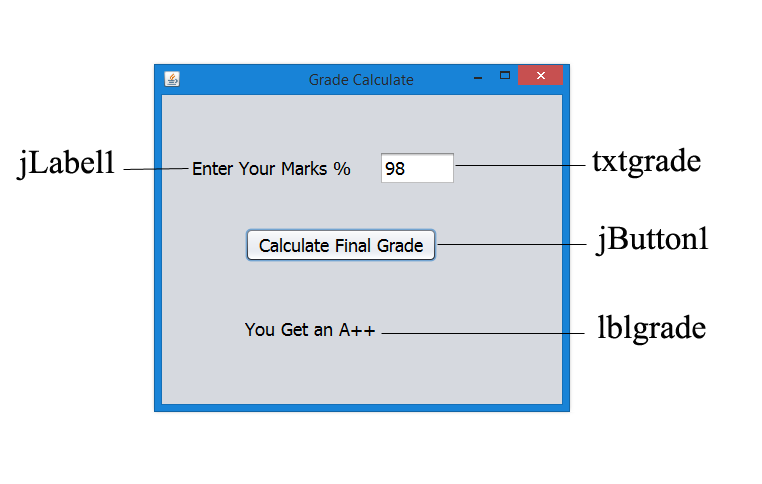 Grade Calculate
jLabel1
Enter Your Marks %
98
txtgrade
Calculate Final Grade
jButton1
You Get an A++
lblgrade